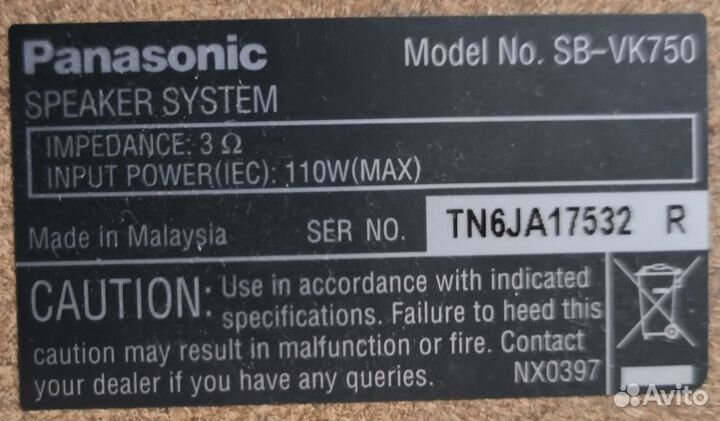 Panasonic Model No. SB-VK750
SPEAKER SYSTEM
IMPEDANCE: 3 Ω
INPUT POWER(IEC): 110W(MAX)
Made in Malaysia SER NO. TN6JA17532 R
CAUTION: Use in accordance with indicated
specifications. Failure to heed this
caution may result in malfunction or fire. Contact
your dealer if you have any queries.
NX0397
Avito